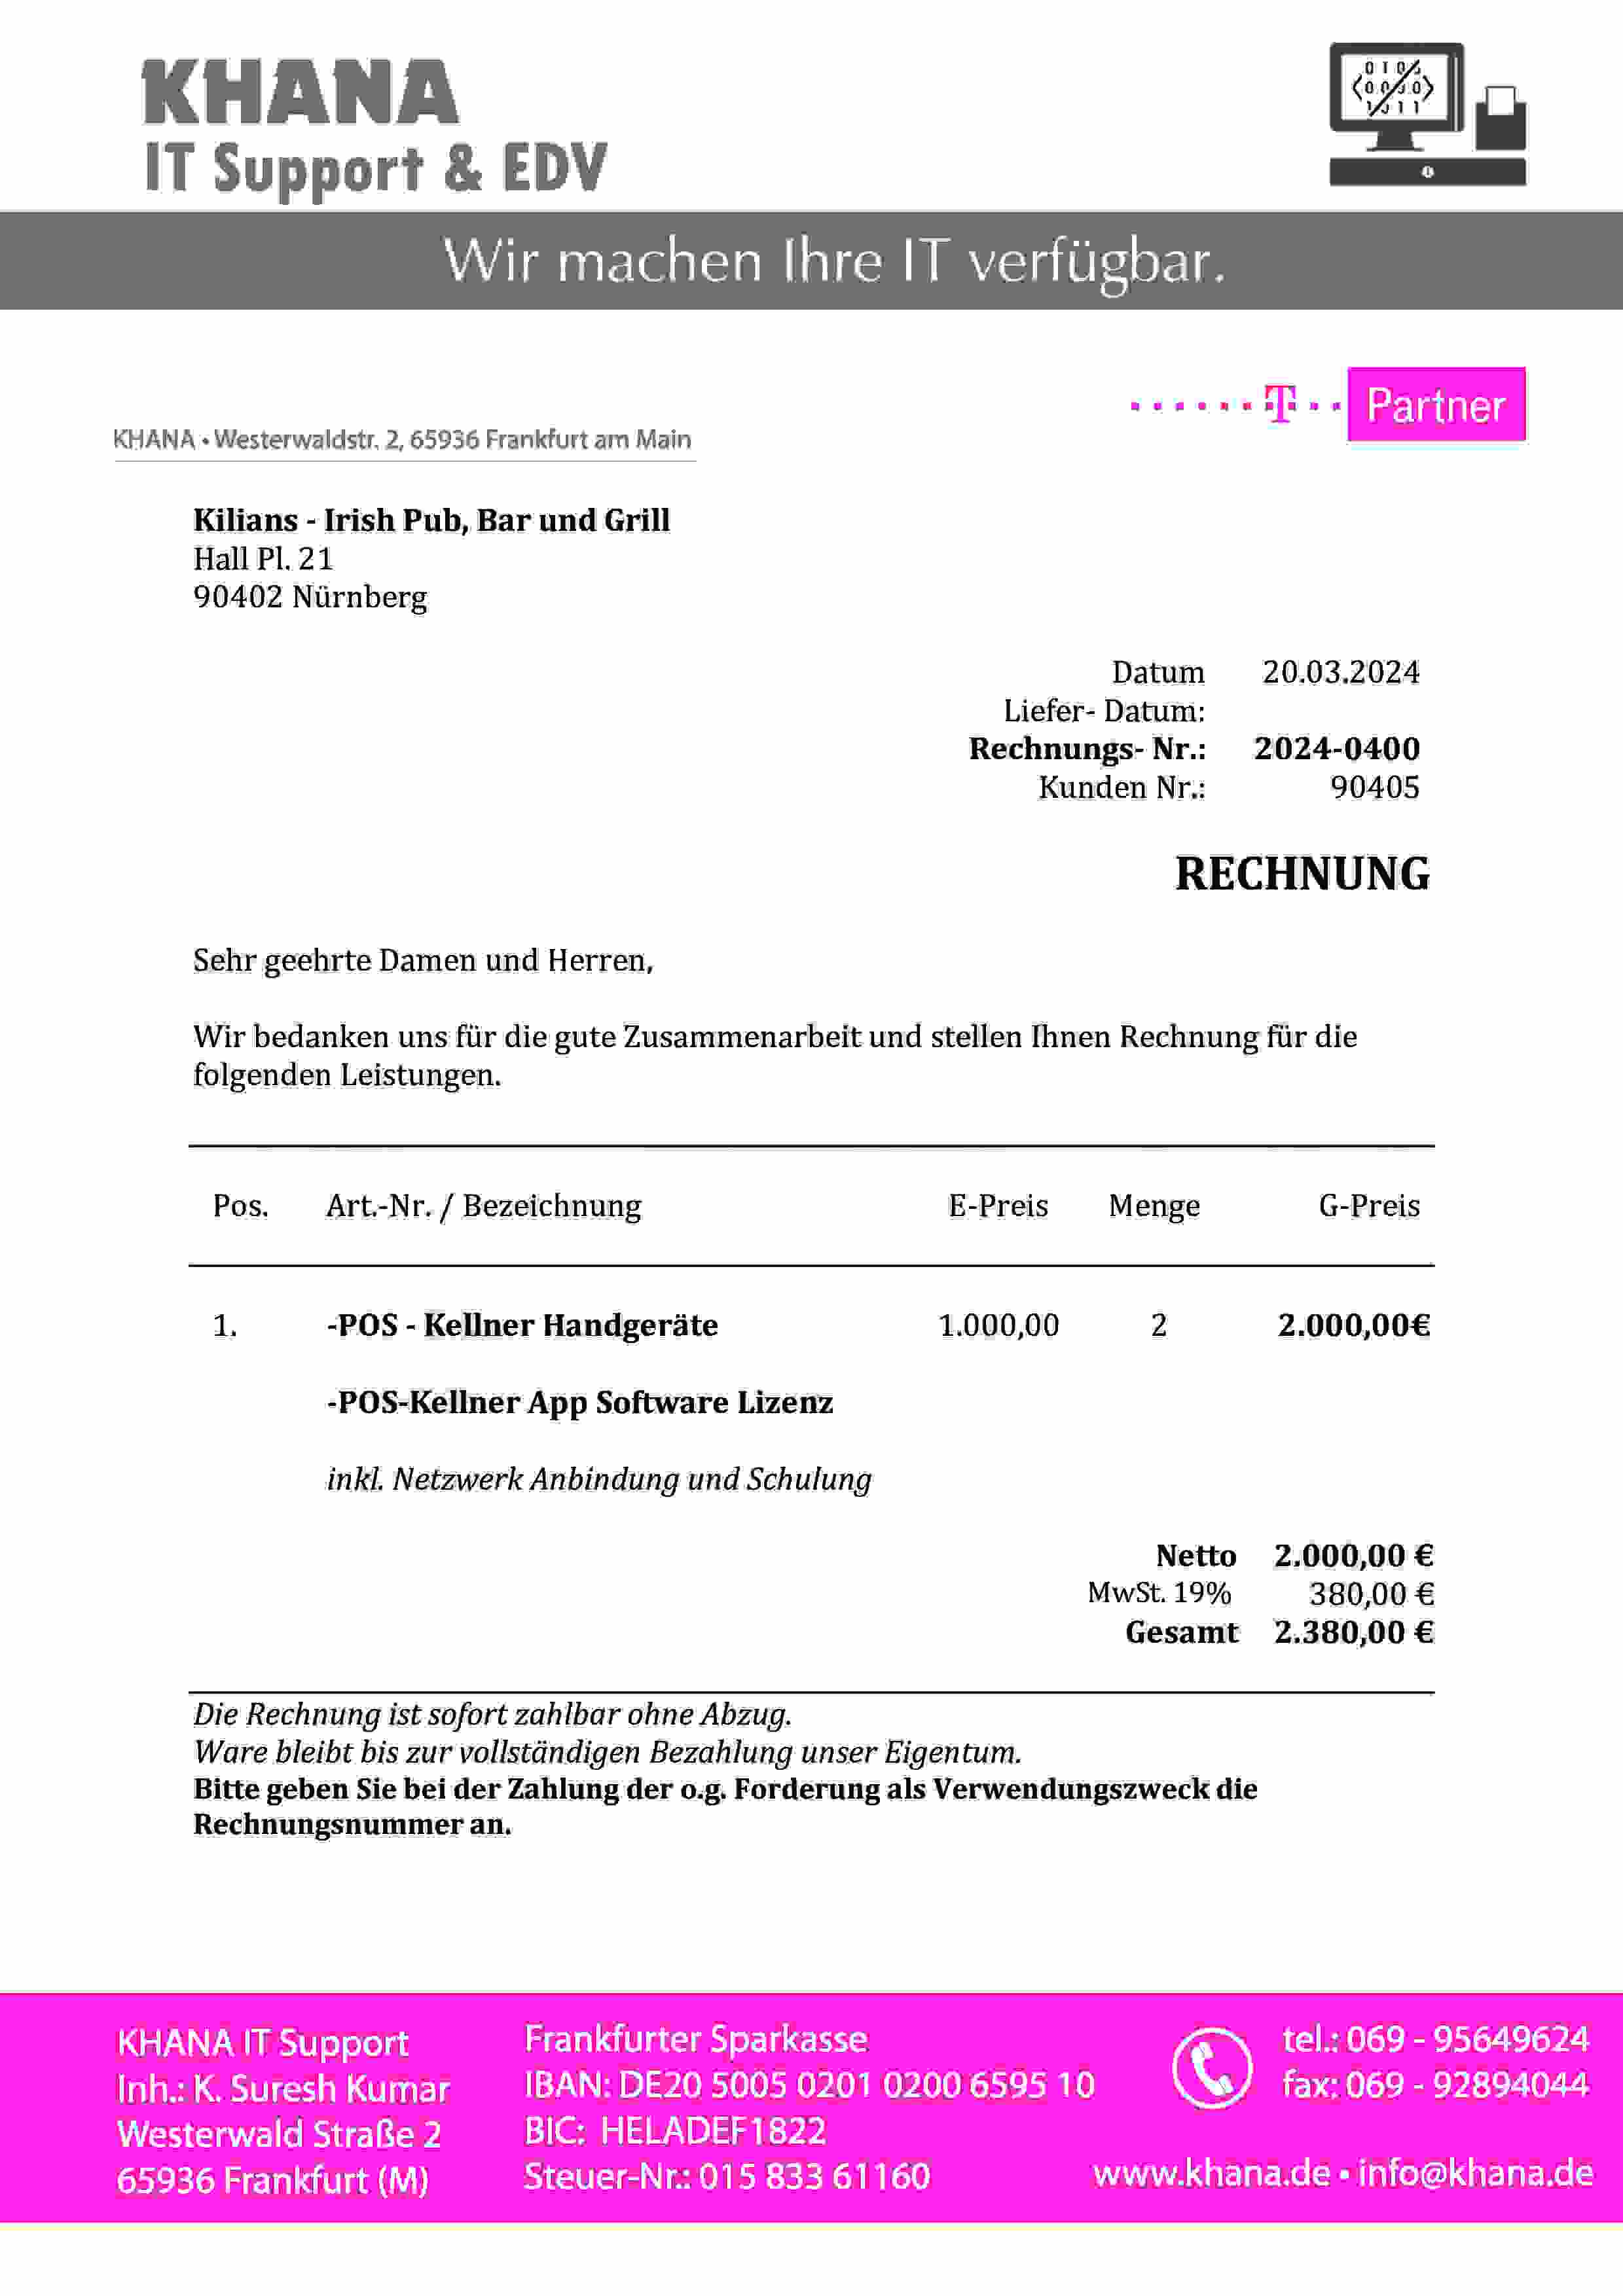 KHANA
IT Support & EDV
Wir machen Ihre IT verfügbar.
T Partner
KHANA • Westerwaldstr. 2, 65936 Frankfurt am Main
Kilians - Irish Pub, Bar und Grill
Hall Pl. 21
90402 Nürnberg
Datum 20.03.2024
Liefer- Datum:
Rechnungs- Nr.: 2024-0400
Kunden Nr.: 90405
RECHNUNG
Sehr geehrte Damen und Herren,
Wir bedanken uns für die gute Zusammenarbeit und stellen Ihnen Rechnung für die
folgenden Leistungen.
Pos. Art.-Nr. / Bezeichnung E-Preis Menge G-Preis
1. -POS - Kellner Handgeräte 1.000,00 2 2.000,00€
-POS-Kellner App Software Lizenz
inkl. Netzwerk Anbindung und Schulung
Netto 2.000,00 €
MwSt. 19% 380,00 €
Gesamt 2.380,00 €
Die Rechnung ist sofort zahlbar ohne Abzug.
Ware bleibt bis zur vollständigen Bezahlung unser Eigentum.
Bitte geben Sie bei der Zahlung der o.g. Forderung als Verwendungszweck die
Rechnungsnummer an.
KHANA IT Support
Inh.: K. Suresh Kumar
Westerwald Straße 2
65936 Frankfurt (M)
Frankfurter Sparkasse
IBAN: DE20 5005 0201 0200 6595 10
BIC: HELADEF1822
Steuer-Nr.: 015 833 61160
tel.: 069 - 95649624
fax: 069 - 92894044
www.khana.de • info@khana.de